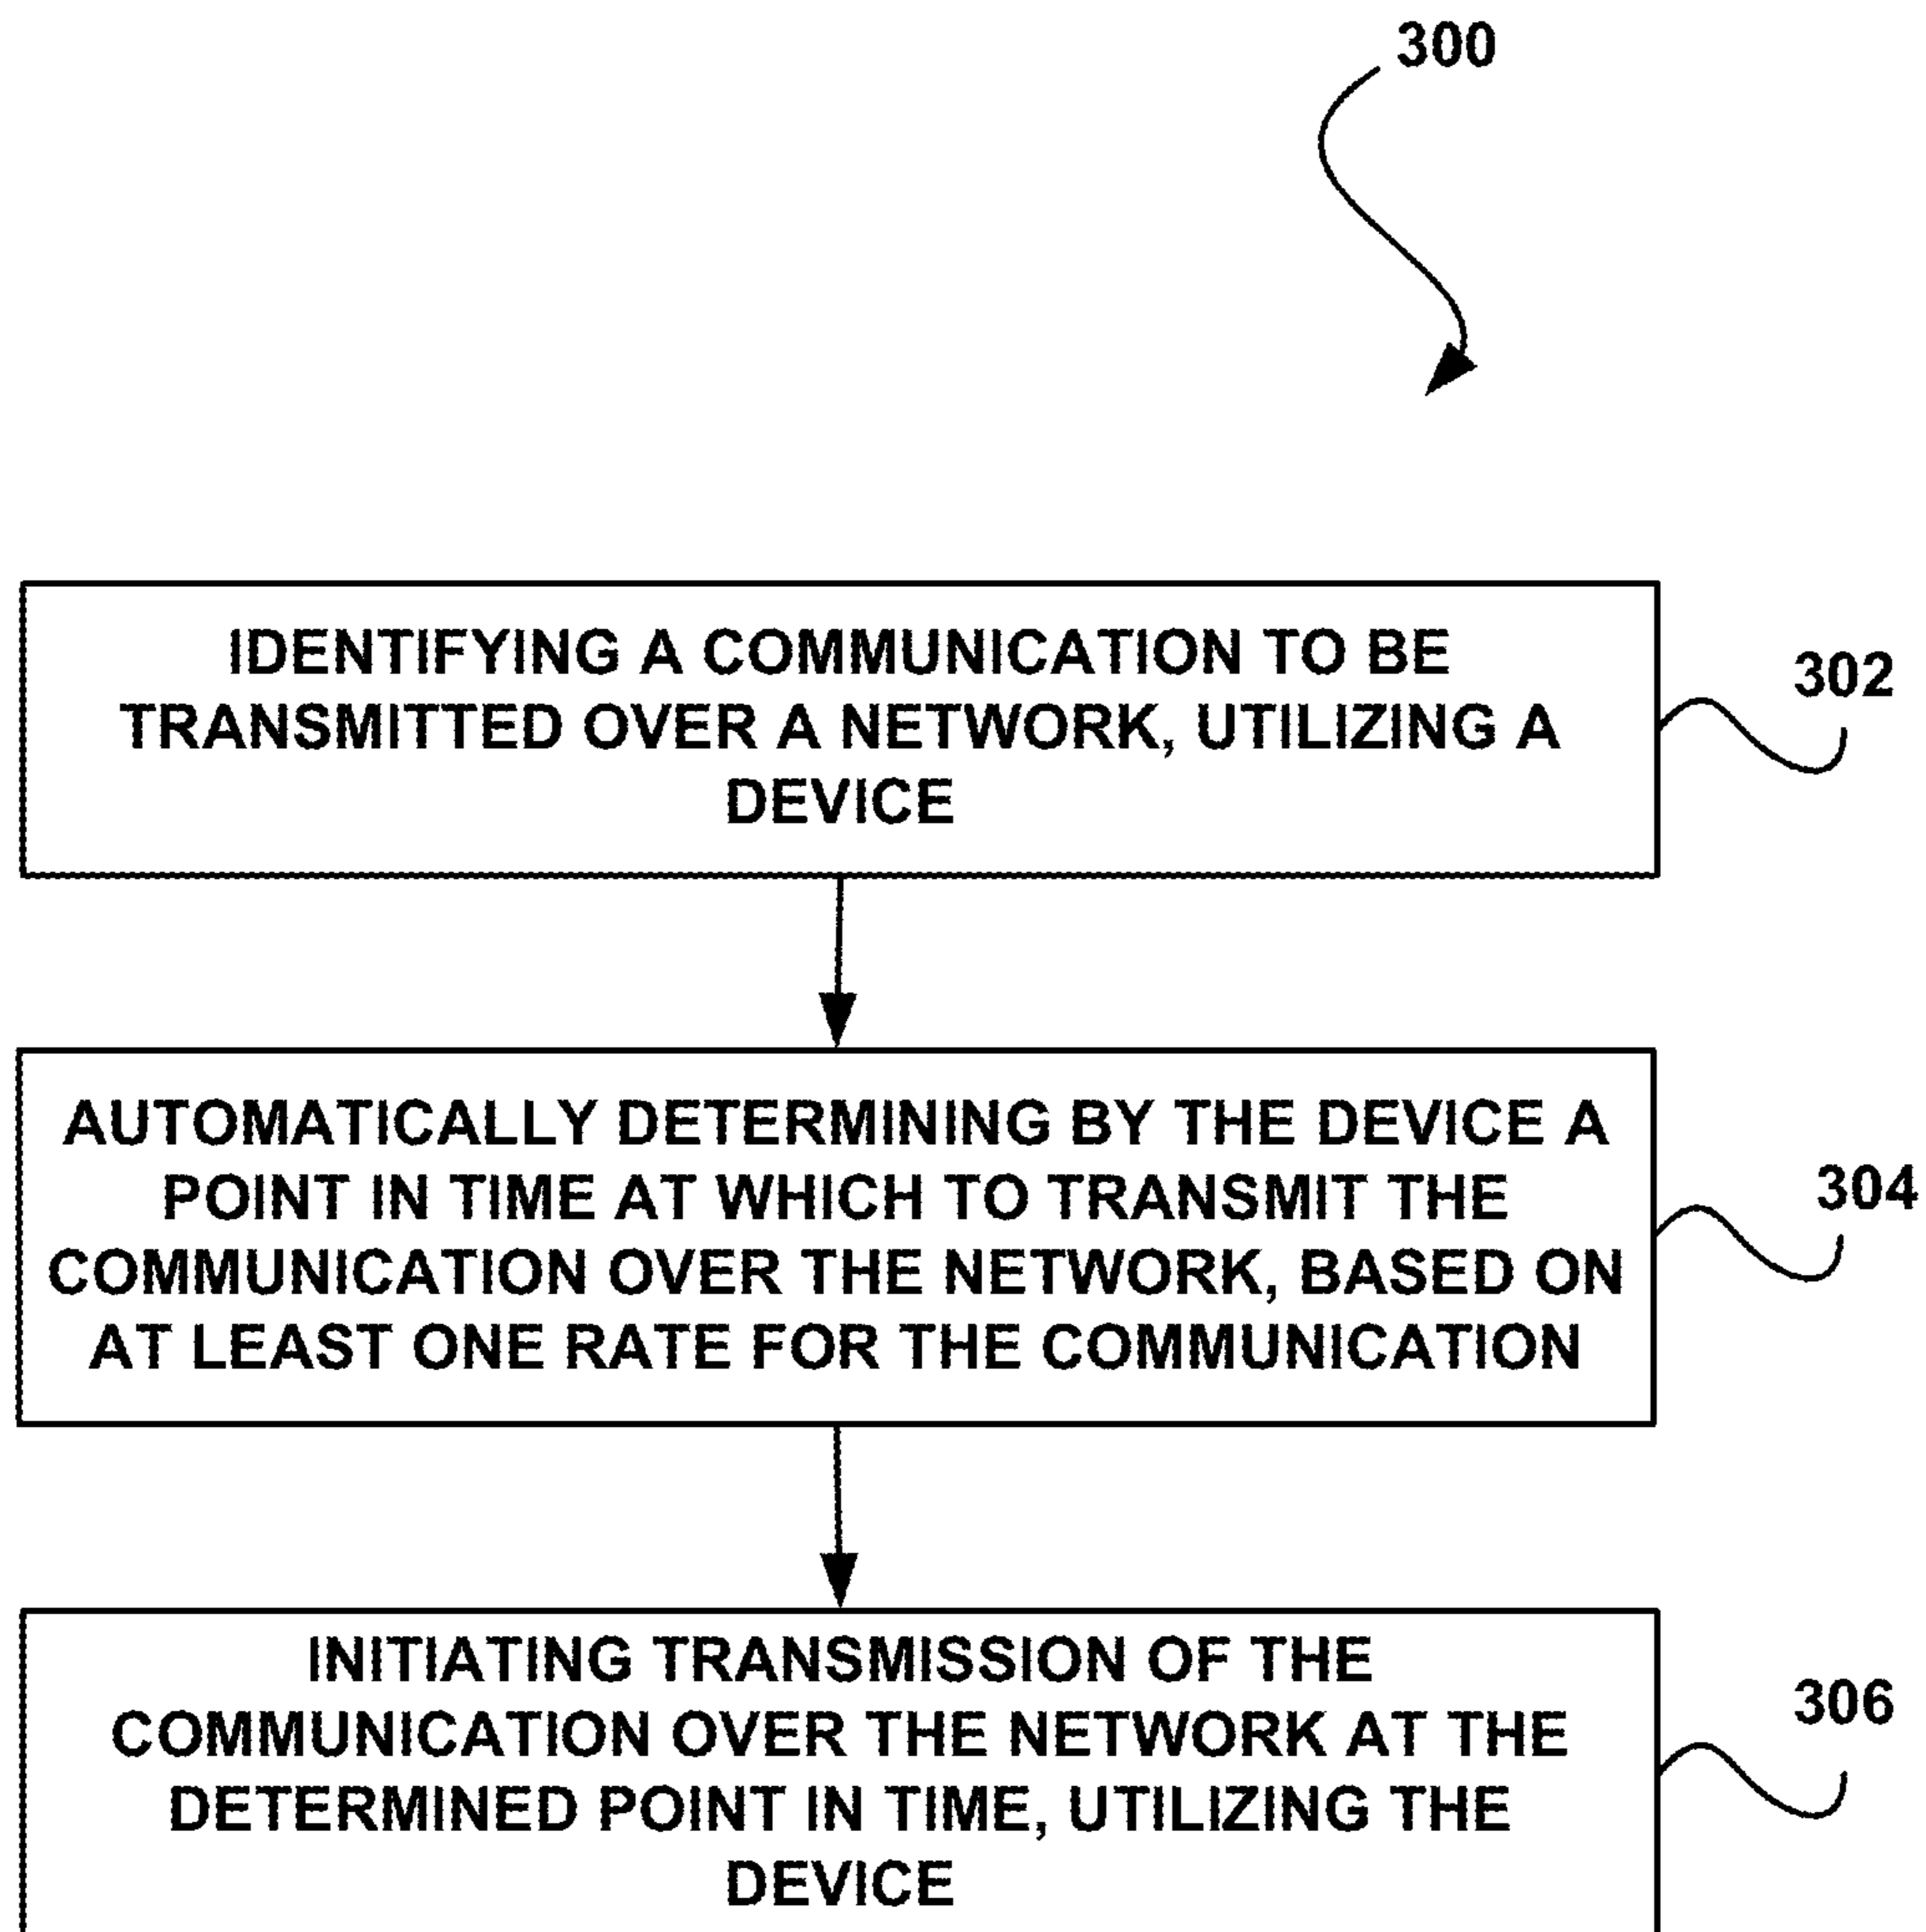 300
IDENTIFYING A COMMUNICATION TO BE
TRANSMITTED OVER A NETWORK, UTILIZING A
DEVICE
302
AUTOMATICALLY DETERMINING BY THE DEVICE A
POINT IN TIME AT WHICH TO TRANSMIT THE
COMMUNICATION OVER THE NETWORK, BASED ON
AT LEAST ONE RATE FOR THE COMMUNICATION
304
INITIATING TRANSMISSION OF THE
COMMUNICATION OVER THE NETWORK AT THE
DETERMINED POINT IN TIME, UTILIZING THE
DEVICE
306